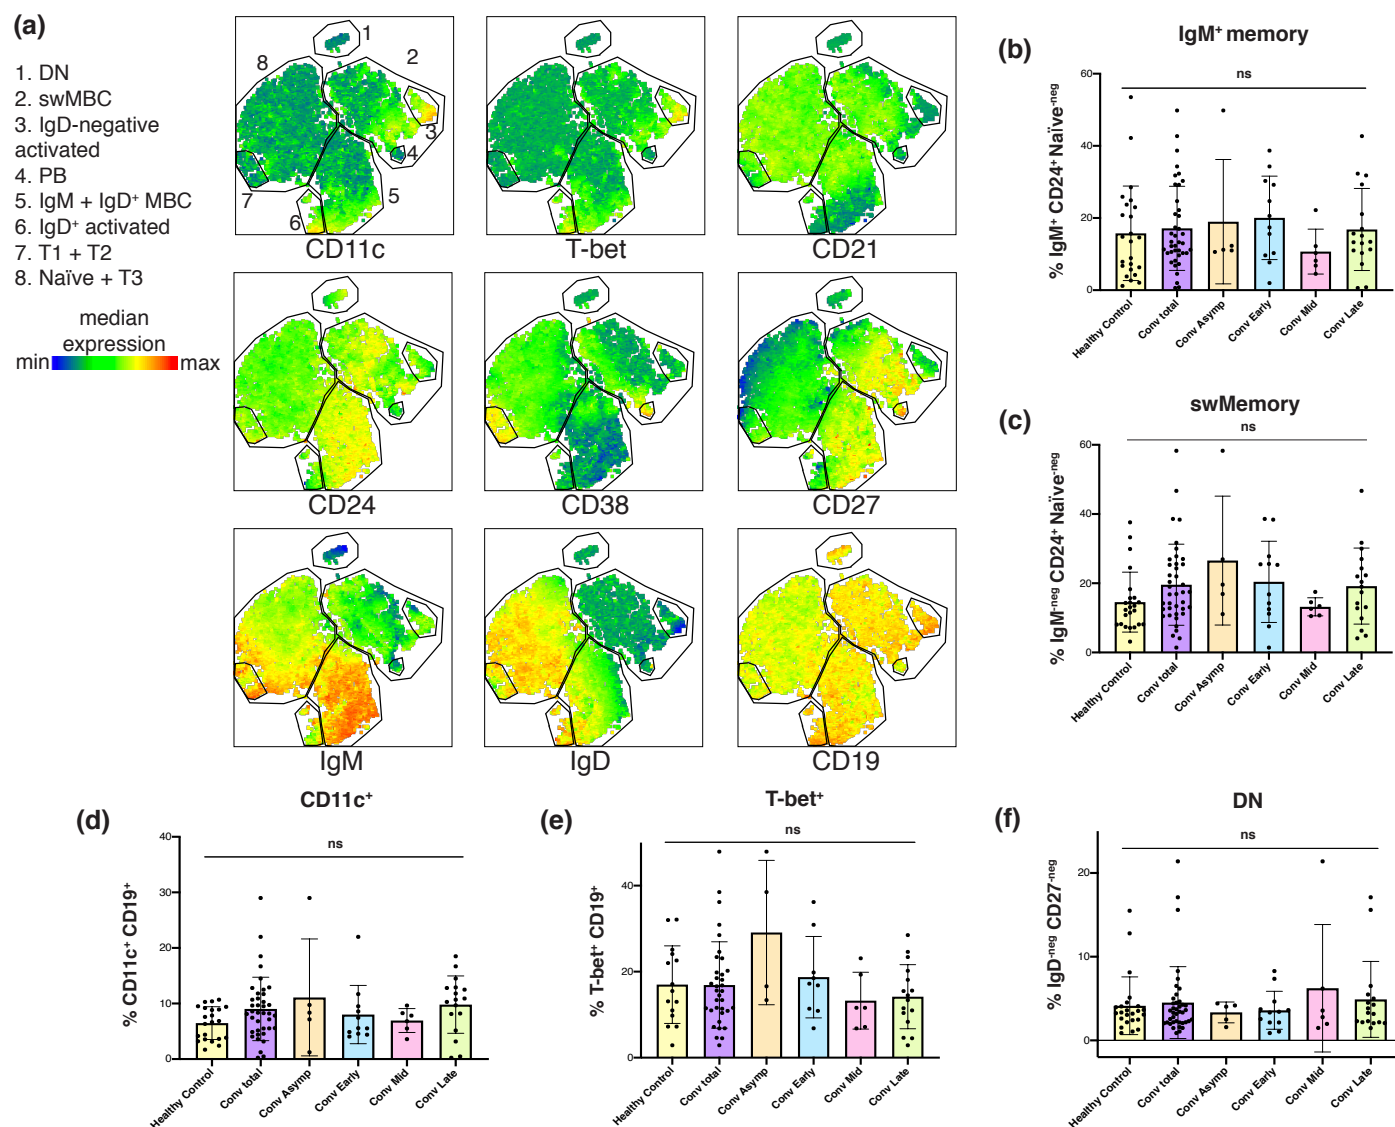 (a)
1. DN
2. swMBC
3. IgD-negative
activated
4. PB
5. IgM + IgD⁺ MBC
6. IgD⁺ activated
7. T1 + T2
8. Naïve + T3
median
expression
min
max
1
2
3
4
5
6
7
8
CD11c
T-bet
CD21
CD24
CD38
CD27
IgM
IgD
CD19
(b)
IgM⁺ memory
ns
% IgM⁺ CD24⁺ Naïve⁻ⁿᵉᵍ
60
40
20
0
Healthy Control
Conv total
Conv Asymp
Conv Early
Conv Mid
Conv Late
(c)
swMemory
ns
% IgM⁻ⁿᵉᵍ CD24⁺ Naïve⁻ⁿᵉᵍ
60
40
20
0
Healthy Control
Conv total
Conv Asymp
Conv Early
Conv Mid
Conv Late
(d)
CD11c⁺
ns
% CD11c⁺ CD19⁺
40
30
20
10
0
Healthy Control
Conv total
Conv Asymp
Conv Early
Conv Mid
Conv Late
(e)
T-bet⁺
ns
% T-bet⁺ CD19⁺
40
20
0
Healthy Control
Conv total
Conv Asymp
Conv Early
Conv Mid
Conv Late
(f)
DN
ns
% IgD⁻ⁿᵉᵍ CD27⁻ⁿᵉᵍ
20
10
0
Healthy Control
Conv total
Conv Asymp
Conv Early
Conv Mid
Conv Late